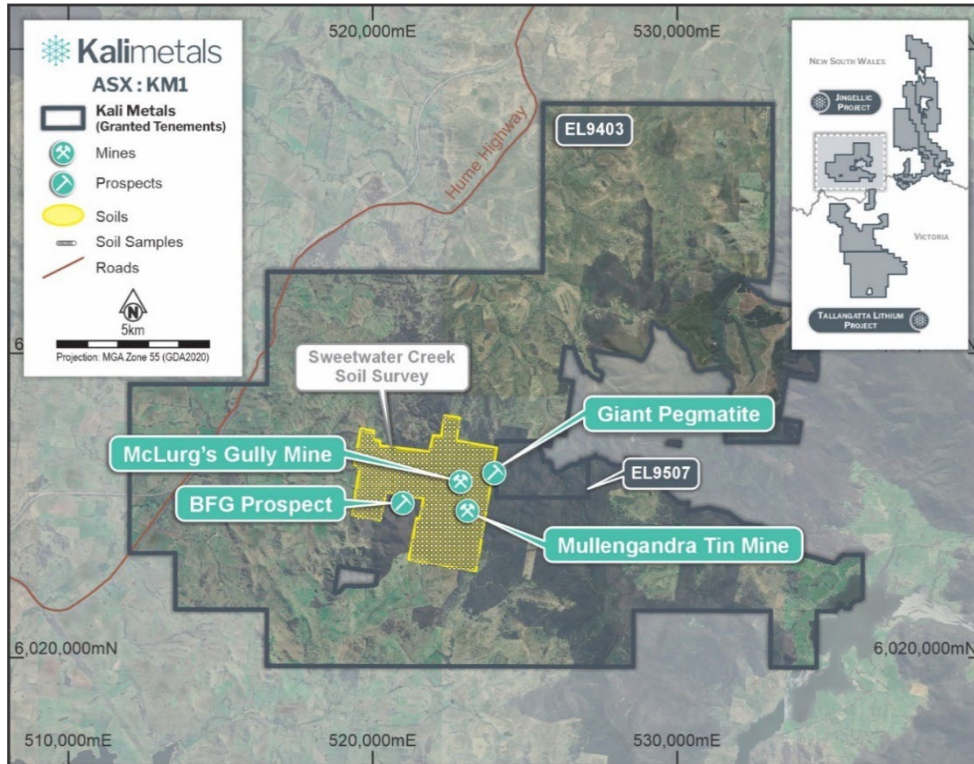 520,000mE
530,000mE
Kalimetals
ASX : KM1
Kali Metals
(Granted Tenements)
Mines
Prospects
Soils
Soil Samples
Roads
N
5km
Projection: MGA Zone 55 (GDA2020)
Hume Highway
EL9403
NEW SOUTH WALES
JINGELLIC
PROJECT
VICTORIA
TALLANGATTA LITHIUM
PROJECT
Sweetwater Creek
Soil Survey
Giant Pegmatite
McLurg's Gully Mine
EL9507
BFG Prospect
Mullengandra Tin Mine
6,020,000mN
6,020,000mN
510,000mE
520,000mE
530,000mE